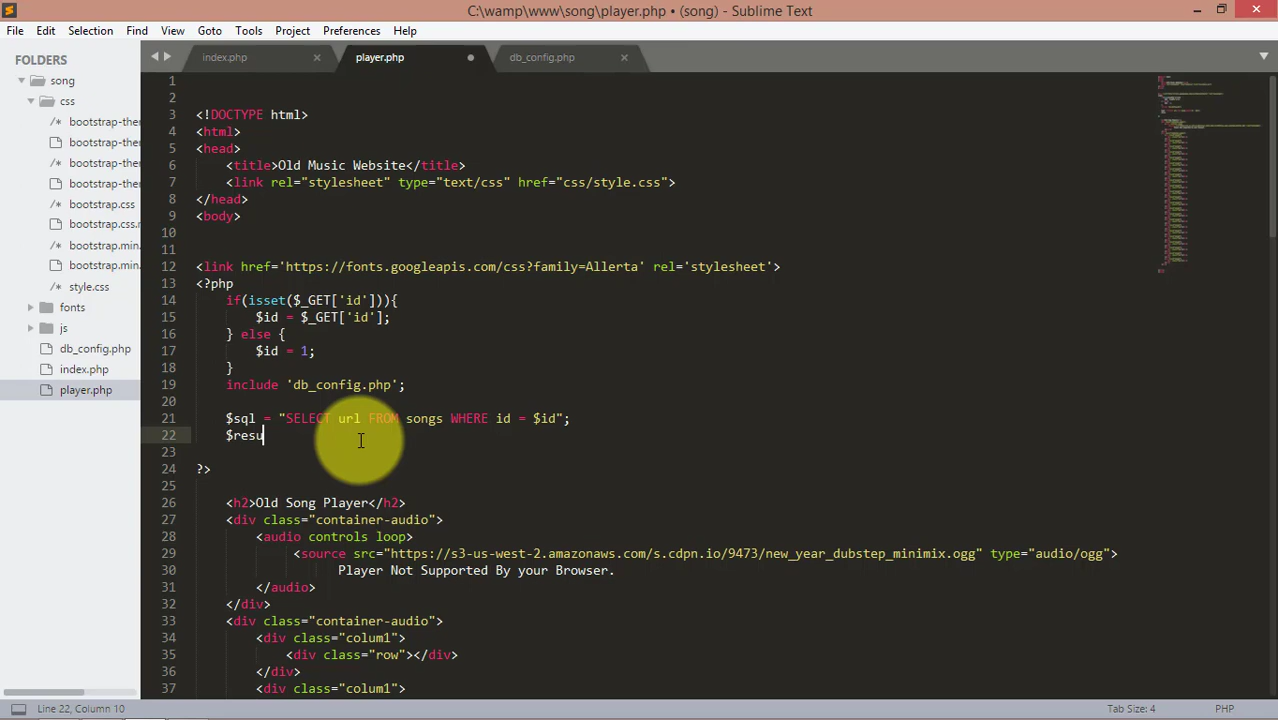 C:\wamp\www\song\player.php • (song) - Sublime Text
File Edit Selection Find View Goto Tools Project Preferences Help
FOLDERS
song
css
/* bootstrap-then
bootstrap-then
/* bootstrap-then
bootstrap-then
/* bootstrap.css
bootstrap.css.m
/* bootstrap.min.
bootstrap.min.
/* style.css
fonts
js
db_config.php
index.php
player.php
index.php × player.php db_config.php ×
1
2
3 <!DOCTYPE html>
4 <html>
5 <head>
6 <title>Old Music Website</title>
7 <link rel="stylesheet" type="text/css" href="css/style.css">
8 </head>
9 <body>
10
11
12 <link href='https://fonts.googleapis.com/css?family=Allerta' rel='stylesheet'>
13 <?php
14 if(isset($_GET['id'])){
15 $id = $_GET['id'];
16 } else {
17 $id = 1;
18 }
19 include 'db_config.php';
20
21 $sql = "SELECT url FROM songs WHERE id = $id";
22 $resu
23
24 ?>
25
26 <h2>Old Song Player</h2>
27 <div class="container-audio">
28 <audio controls loop>
29 <source src="https://s3-us-west-2.amazonaws.com/s.cdpn.io/9473/new_year_dubstep_minimix.ogg" type="audio/ogg">
30 Player Not Supported By your Browser.
31 </audio>
32 </div>
33 <div class="container-audio">
34 <div class="colum1">
35 <div class="row"></div>
36 </div>
37 <div class="colum1">
Line 22, Column 10 Tab Size: 4 PHP